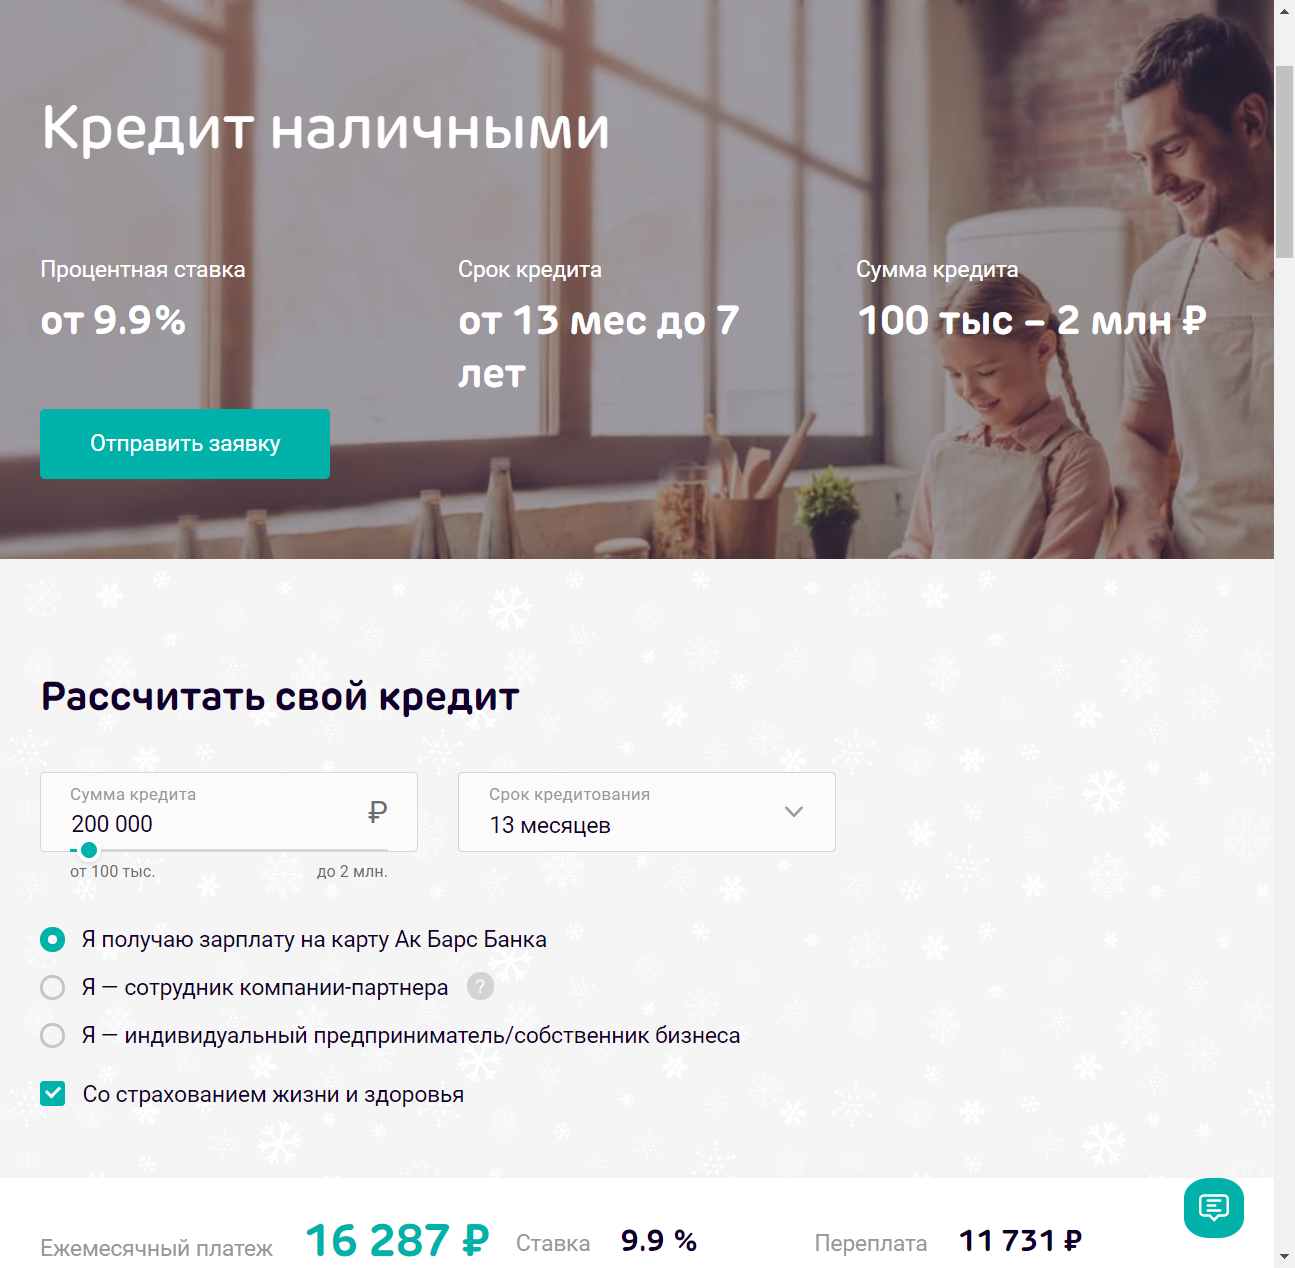 Кредит наличными
Процентная ставка
от 9.9%
Срок кредита
от 13 мес до 7
лет
Сумма кредита
100 тыс – 2 млн ₽
Отправить заявку
Рассчитать свой кредит
Сумма кредита
200 000
₽
от 100 тыс.
до 2 млн.
Срок кредитования
13 месяцев
Я получаю зарплату на карту Ак Барс Банка
Я — сотрудник компании-партнера ?
Я — индивидуальный предприниматель/собственник бизнеса
Со страхованием жизни и здоровья
Ежемесячный платеж 16 287 ₽ Ставка 9.9 % Переплата 11 731 ₽